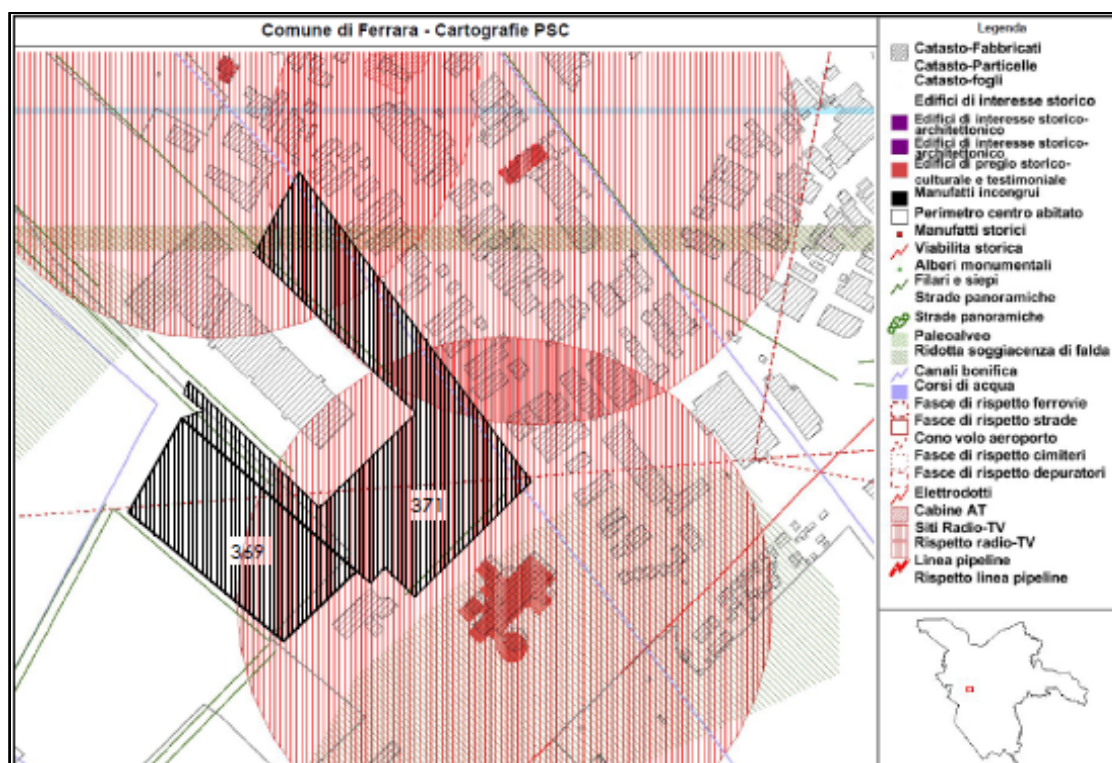 Comune di Ferrara - Cartografie PSC
371
369
Legenda
Catasto-Fabbricati
Catasto-Particelle
Catasto-fogli
Edifici di interesse storico
Edifici di interesse storico-
architettonico
Edifici di interesse storico-
architettonico
Edifici di pregio storico-
culturale e testimoniale
Manufatti incongrui
Perimetro centro abitato
Manufatti storici
Viabilita storica
Alberi monumentali
Filari e siepi
Strade panoramiche
Strade panoramiche
Paleoalveo
Ridotta soggiacenza di falda
Canali bonifica
Corsi di acqua
Fasce di rispetto ferrovie
Fasce di rispetto strade
Cono volo aeroporto
Fasce di rispetto cimiteri
Fasce di rispetto depuratori
Elettrodotti
Cabine AT
Siti Radio-TV
Rispetto radio-TV
Linea pipeline
Rispetto linea pipeline